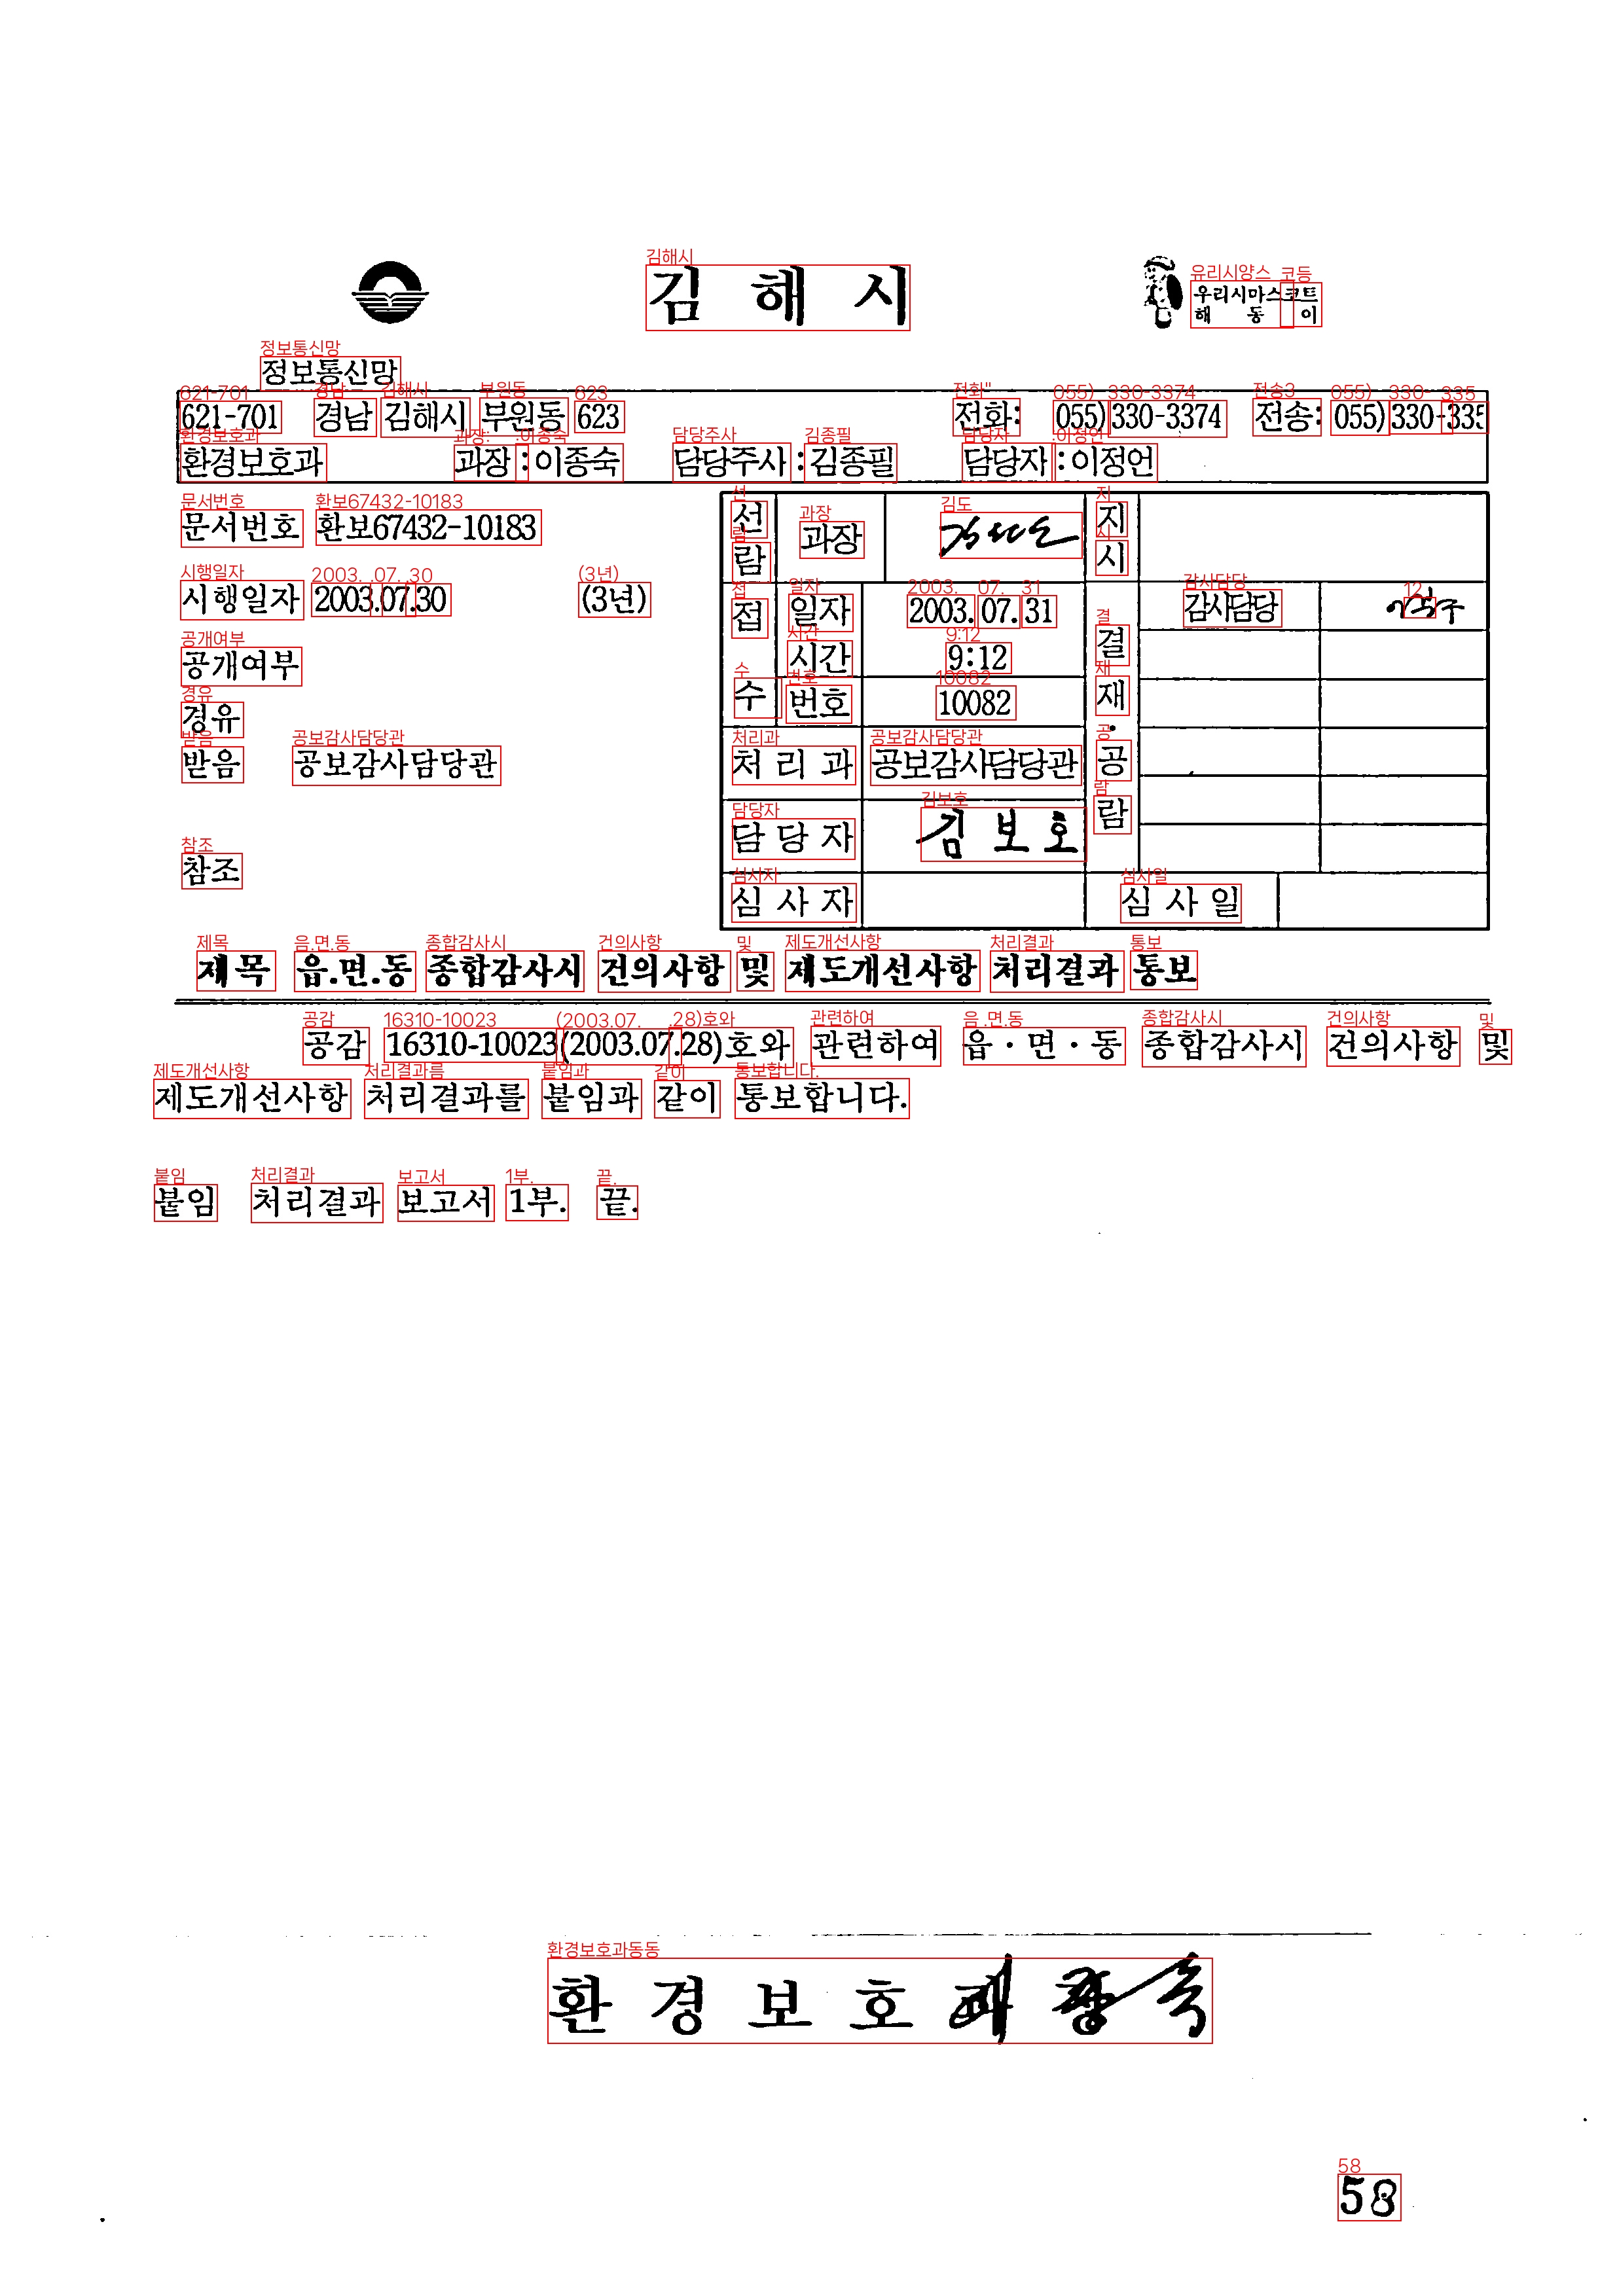 김 해 시
우리시마스코트
해 동 이
정보통신망
621-701 경남 김해시 부원동 623 전화: 055)330-3374 전송: 055)330-335
환경보호과 과장 : 이종숙 담당주사 : 김종필 담당자 : 이정언
문서번호 환보67432-10183
시행일자 2003.07.30 (3년)
공개여부
경유
받음 공보감사담당관
참조
선람 과장 지시
접수 일자 2003.07.31 결재·공람 감사담당
시간 9:12
번호 10082
처 리 과 공보감사담당관
담 당 자 김 보 호
심 사 자 심 사 일
제 목 읍.면.동 종합감사시 건의사항 및 제도개선사항 처리결과 통보
공감 16310-10023(2003.07.28)호와 관련하여 읍·면·동 종합감사시 건의사항 및
제도개선사항 처리결과를 붙임과 같이 통보합니다.
붙임 처리결과 보고서 1부. 끝.
환 경 보 호 과 장
58